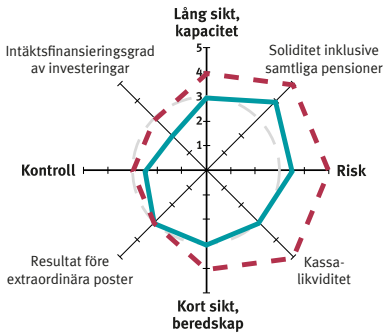 Lång sikt,
kapacitet
Intäktsfinansieringsgrad
av investeringar
Soliditet inklusive
samtliga pensioner
5
4
3
2
1
Kontroll
Risk
Resultat före
extraordinära poster
Kassa-
likviditet
Kort sikt,
beredskap